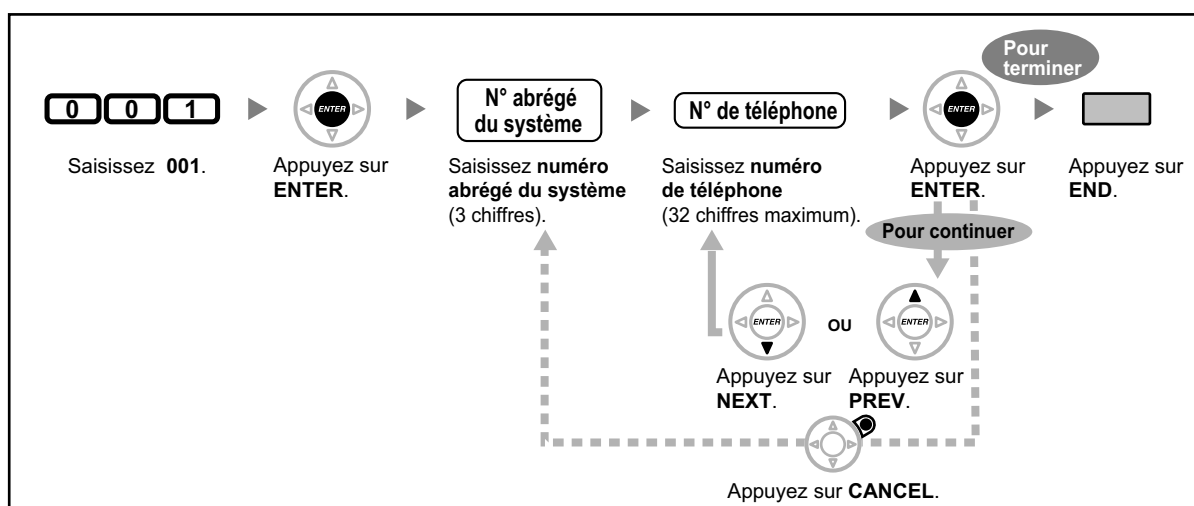 Pour
terminer
0 0 1
ENTER
N° abrégé
du système
N° de téléphone
ENTER
Saisissez 001.
Appuyez sur
ENTER.
Saisissez numéro
abrégé du système
(3 chiffres).
Saisissez numéro
de téléphone
(32 chiffres maximum).
Appuyez sur
ENTER.
Appuyez sur
END.
Pour continuer
ENTER
OU
ENTER
Appuyez sur
NEXT.
Appuyez sur
PREV.
Appuyez sur CANCEL.